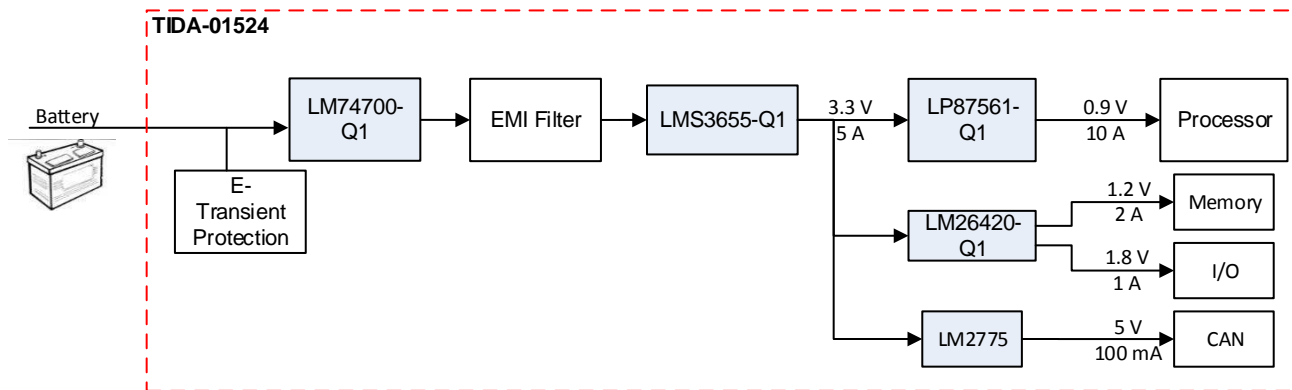 TIDA-01524
Battery
E-
Transient
Protection
LM74700-
Q1
EMI Filter
LMS3655-Q1
3.3 V
5 A
LP87561-
Q1
0.9 V
10 A
Processor
LM26420-
Q1
1.2 V
2 A
Memory
1.8 V
1 A
I/O
LM2775
5 V
100 mA
CAN